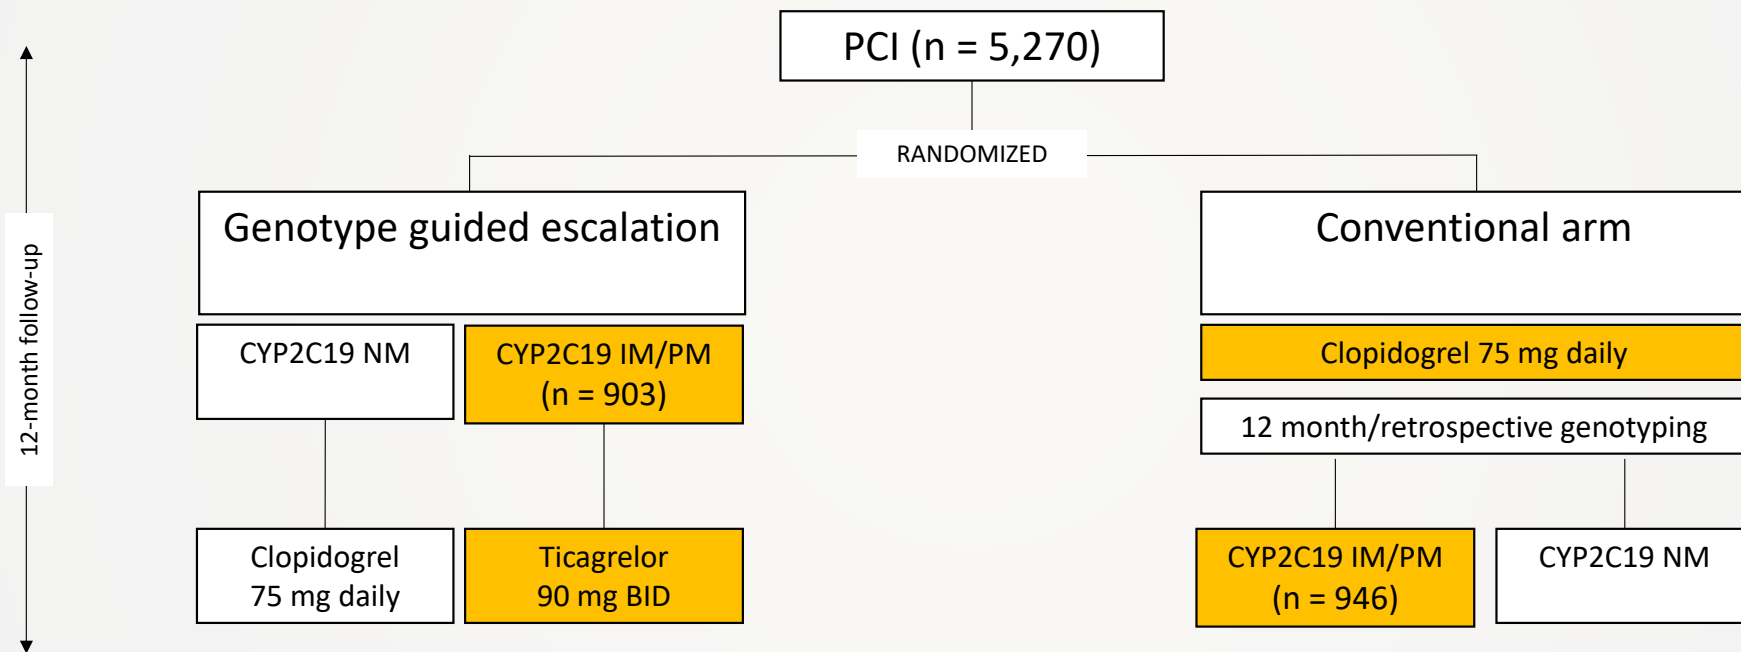 PCI (n = 5,270)
RANDOMIZED
12-month follow-up
Genotype guided escalation
CYP2C19 NM
CYP2C19 IM/PM
(n = 903)
Clopidogrel
75 mg daily
Ticagrelor
90 mg BID
Conventional arm
Clopidogrel 75 mg daily
12 month/retrospective genotyping
CYP2C19 IM/PM
(n = 946)
CYP2C19 NM